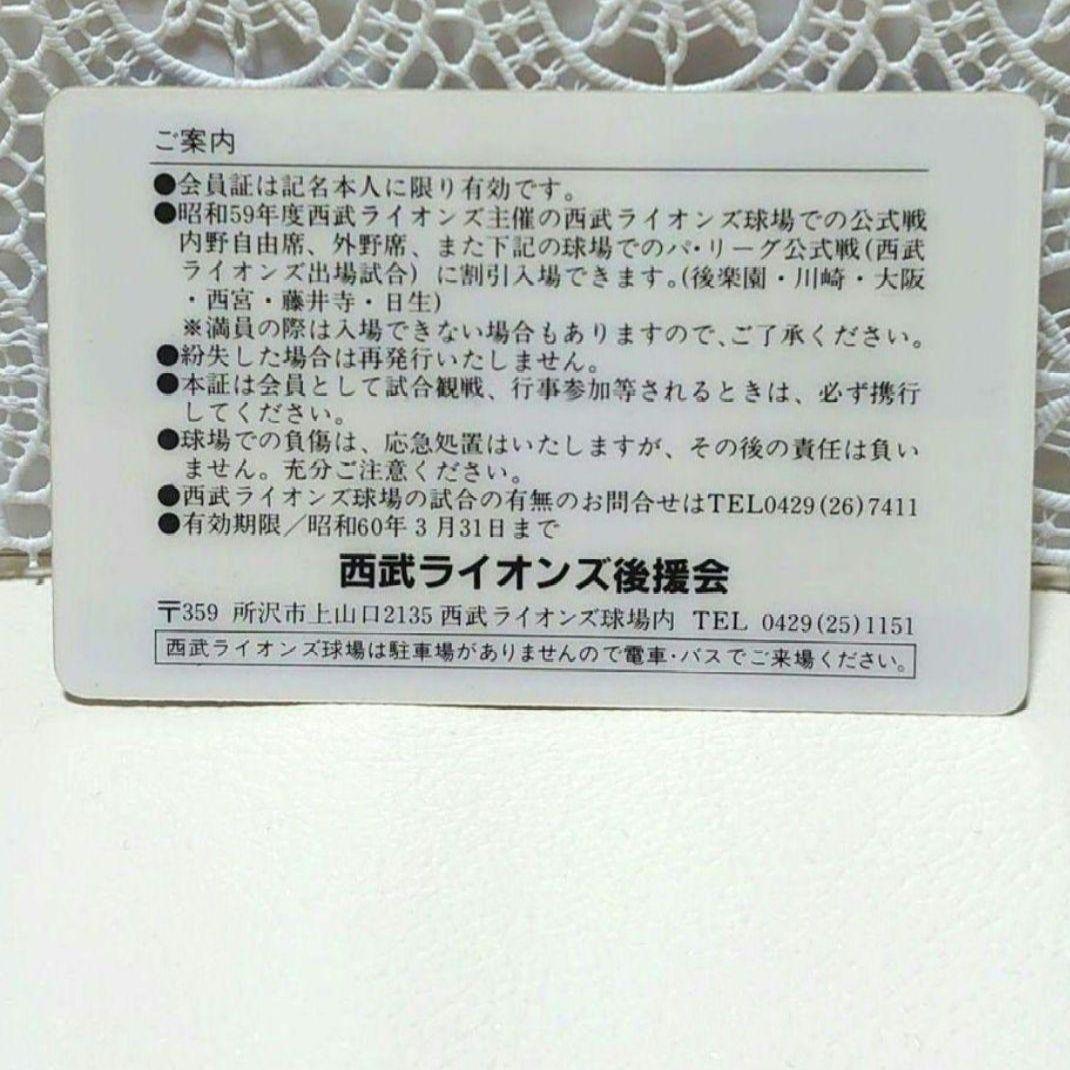 ご案内
●会員証は記名本人に限り有効です。
●昭和59年度西武ライオンズ主催の西武ライオンズ球場での公式戦
内野自由席、外野席、また下記の球場でのパ・リーグ公式戦(西武
ライオンズ出場試合)に割引入場できます。(後楽園・川崎・大阪
・西宮・藤井寺・日生)
※満員の際は入場できない場合もありますので、ご了承ください。
●紛失した場合は再発行いたしません。
●本証は会員として試合観戦、行事参加等されるときは、必ず携行
してください。
●球場での負傷は、応急処置はいたしますが、その後の責任は負い
ません。充分ご注意ください。
●西武ライオンズ球場の試合の有無のお問合せはTEL0429(26)7411
●有効期限/昭和60年3月31日まで
西武ライオンズ後援会
〒359 所沢市上山口2135 西武ライオンズ球場内 TEL 0429(25)1151
西武ライオンズ球場は駐車場がありませんので電車・バスでご来場ください。